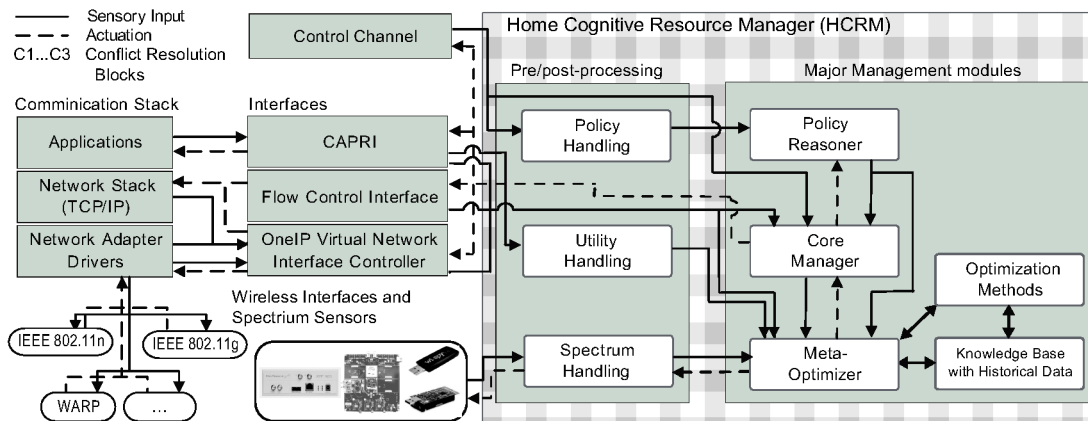 Sensory Input
Actuation
C1...C3 Conflict Resolution
Blocks
Comminication Stack
Applications
Network Stack
(TCP/IP)
Network Adapter
Drivers
IEEE 802.11n
IEEE 802.11g
WARP
...
Control Channel
Interfaces
CAPRI
Flow Control Interface
OneIP Virtual Network
Interface Controller
Wireless Interfaces and
Spectrium Sensors
Home Cognitive Resource Manager (HCRM)
Pre/post-processing
Policy
Handling
Utility
Handling
Spectrum
Handling
Major Management modules
Policy
Reasoner
Core
Manager
Meta-
Optimizer
Optimization
Methods
Knowledge Base
with Historical Data